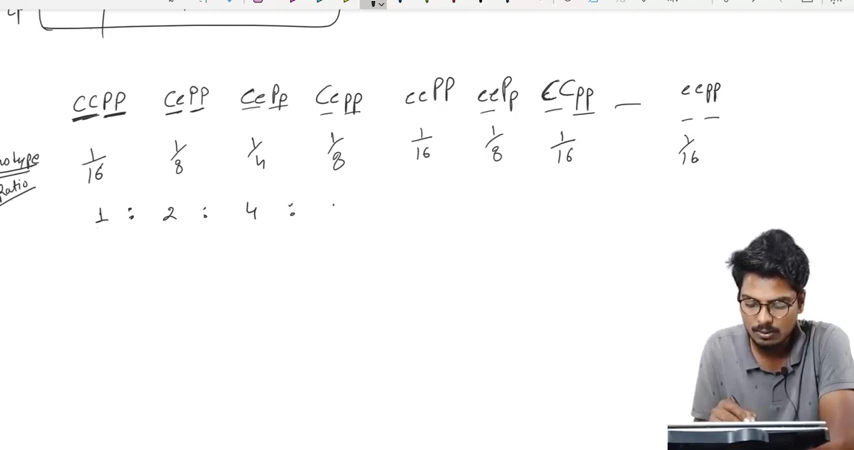 CCPP CcPP CcPp Ccpp ccPP ccPp CCpp — ccpp
1/16 1/8 1/4 1/8 1/16 1/8 1/16 1/16
Ratio
1 : 2 : 4 :